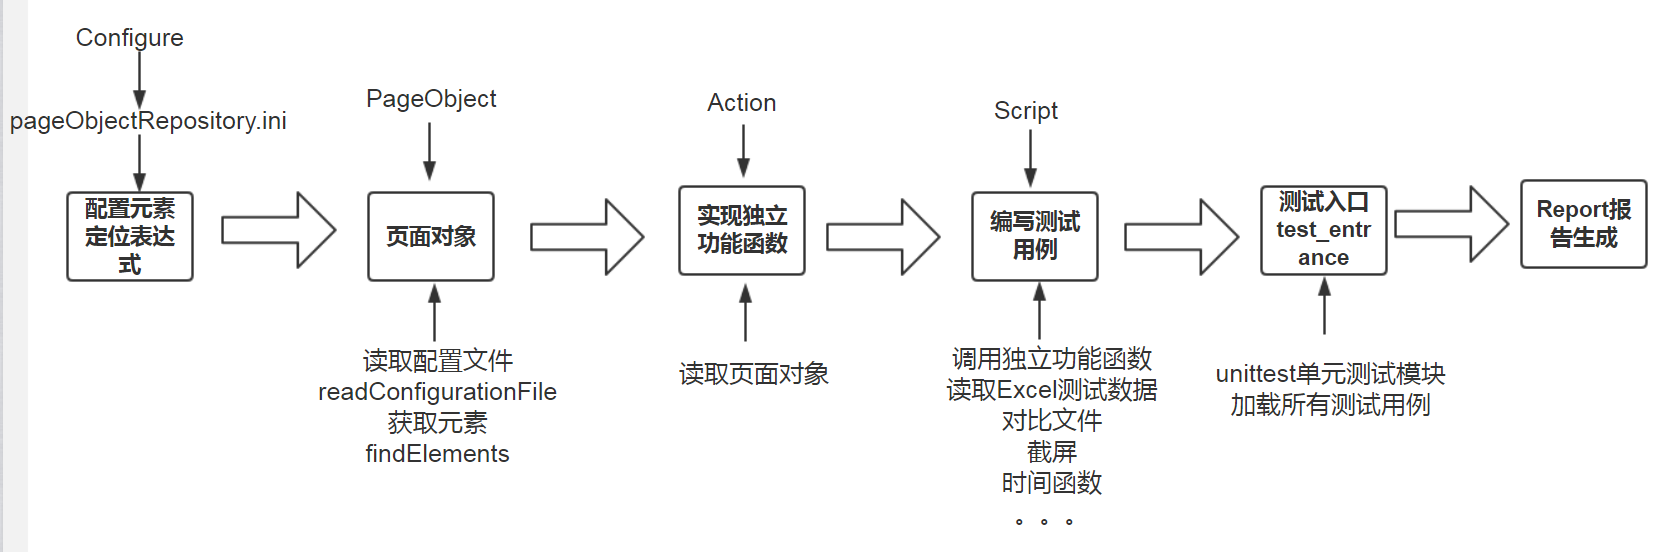 Configure
pageObjectRepository.ini
配置元素
定位表达
式
PageObject
页面对象
读取配置文件
readConfigurationFile
获取元素
findElements
Action
实现独立
功能函数
读取页面对象
Script
编写测试
用例
调用独立功能函数
读取Excel测试数据
对比文件
截屏
时间函数
。。。
测试入口
test_entr
ance
unittest单元测试模块
加载所有测试用例
Report报
告生成